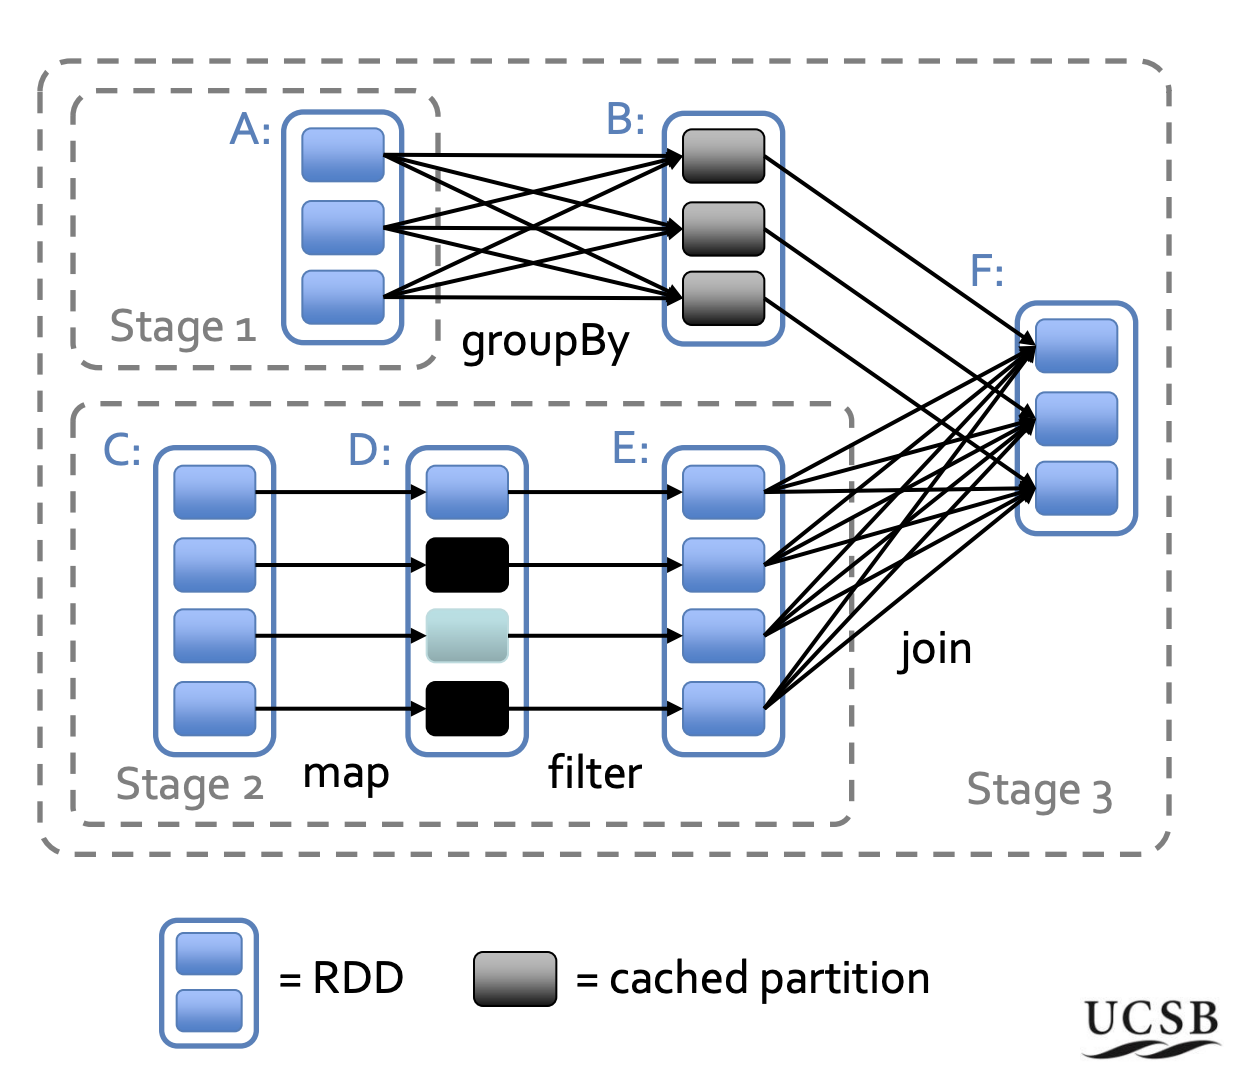 A:
B:
Stage 1
groupBy
F:
C:
D:
E:
join
map
filter
Stage 2
Stage 3
= RDD
= cached partition
UCSB